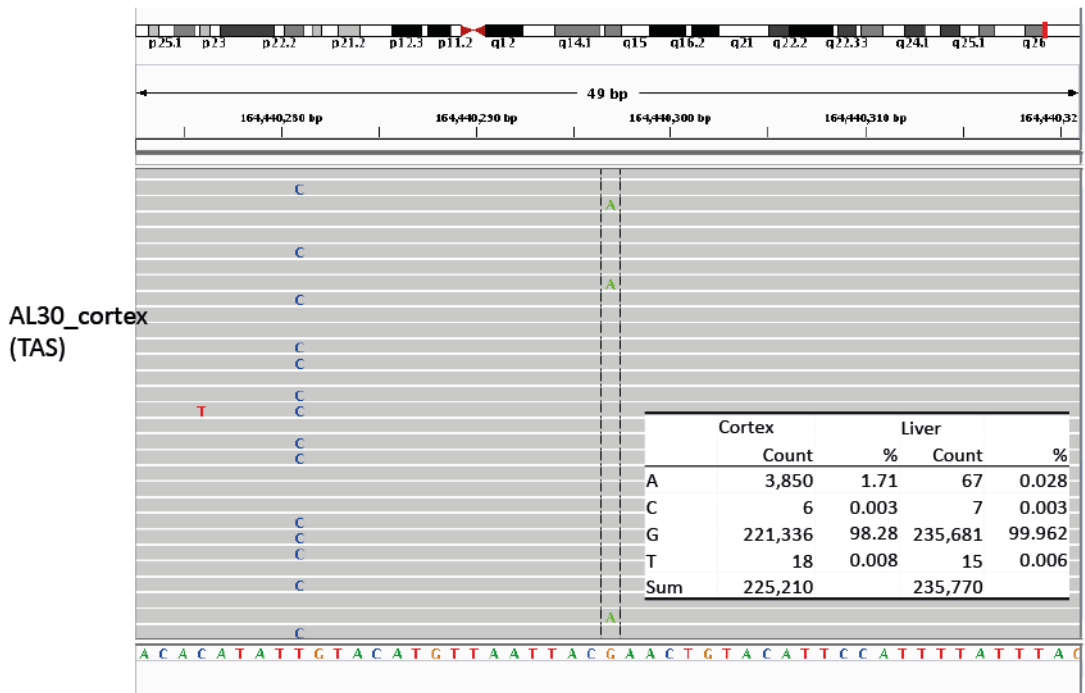 p25.1 p23 p22.2 p21.2 p12.3 p11.2 q12 q14.1 q15 q16.2 q21 q22.2 q22.33 q24.1 q25.1 q26
49 bp
164,440,280 bp 164,440,290 bp 164,440,300 bp 164,440,310 bp 164,440,32
C
A
C
A
C
AL30_cortex
(TAS)
C
C
C
T C
C
C
C
C
C
C
A
C
Cortex Liver
Count % Count %
A 3,850 1.71 67 0.028
C 6 0.003 7 0.003
G 221,336 98.28 235,681 99.962
T 18 0.008 15 0.006
Sum 225,210 235,770
A C A C A T A T T G T A C A T G T T A A T T A C G A A C T G T A C A T T C C A T T T T A T T T A G